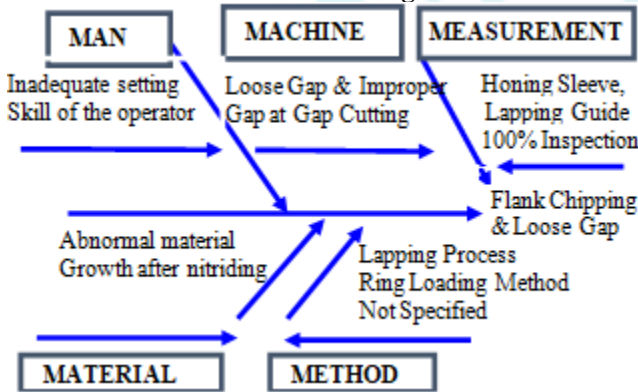 MAN
MACHINE
MEASUREMENT
Inadequate setting
Skill of the operator
Loose Gap & Improper
Gap at Gap Cutting
Honing Sleeve,
Lapping Guide
100% Inspection
Flank Chipping
& Loose Gap
Abnormal material
Growth after nitriding
Lapping Process
Ring Loading Method
Not Specified
MATERIAL
METHOD